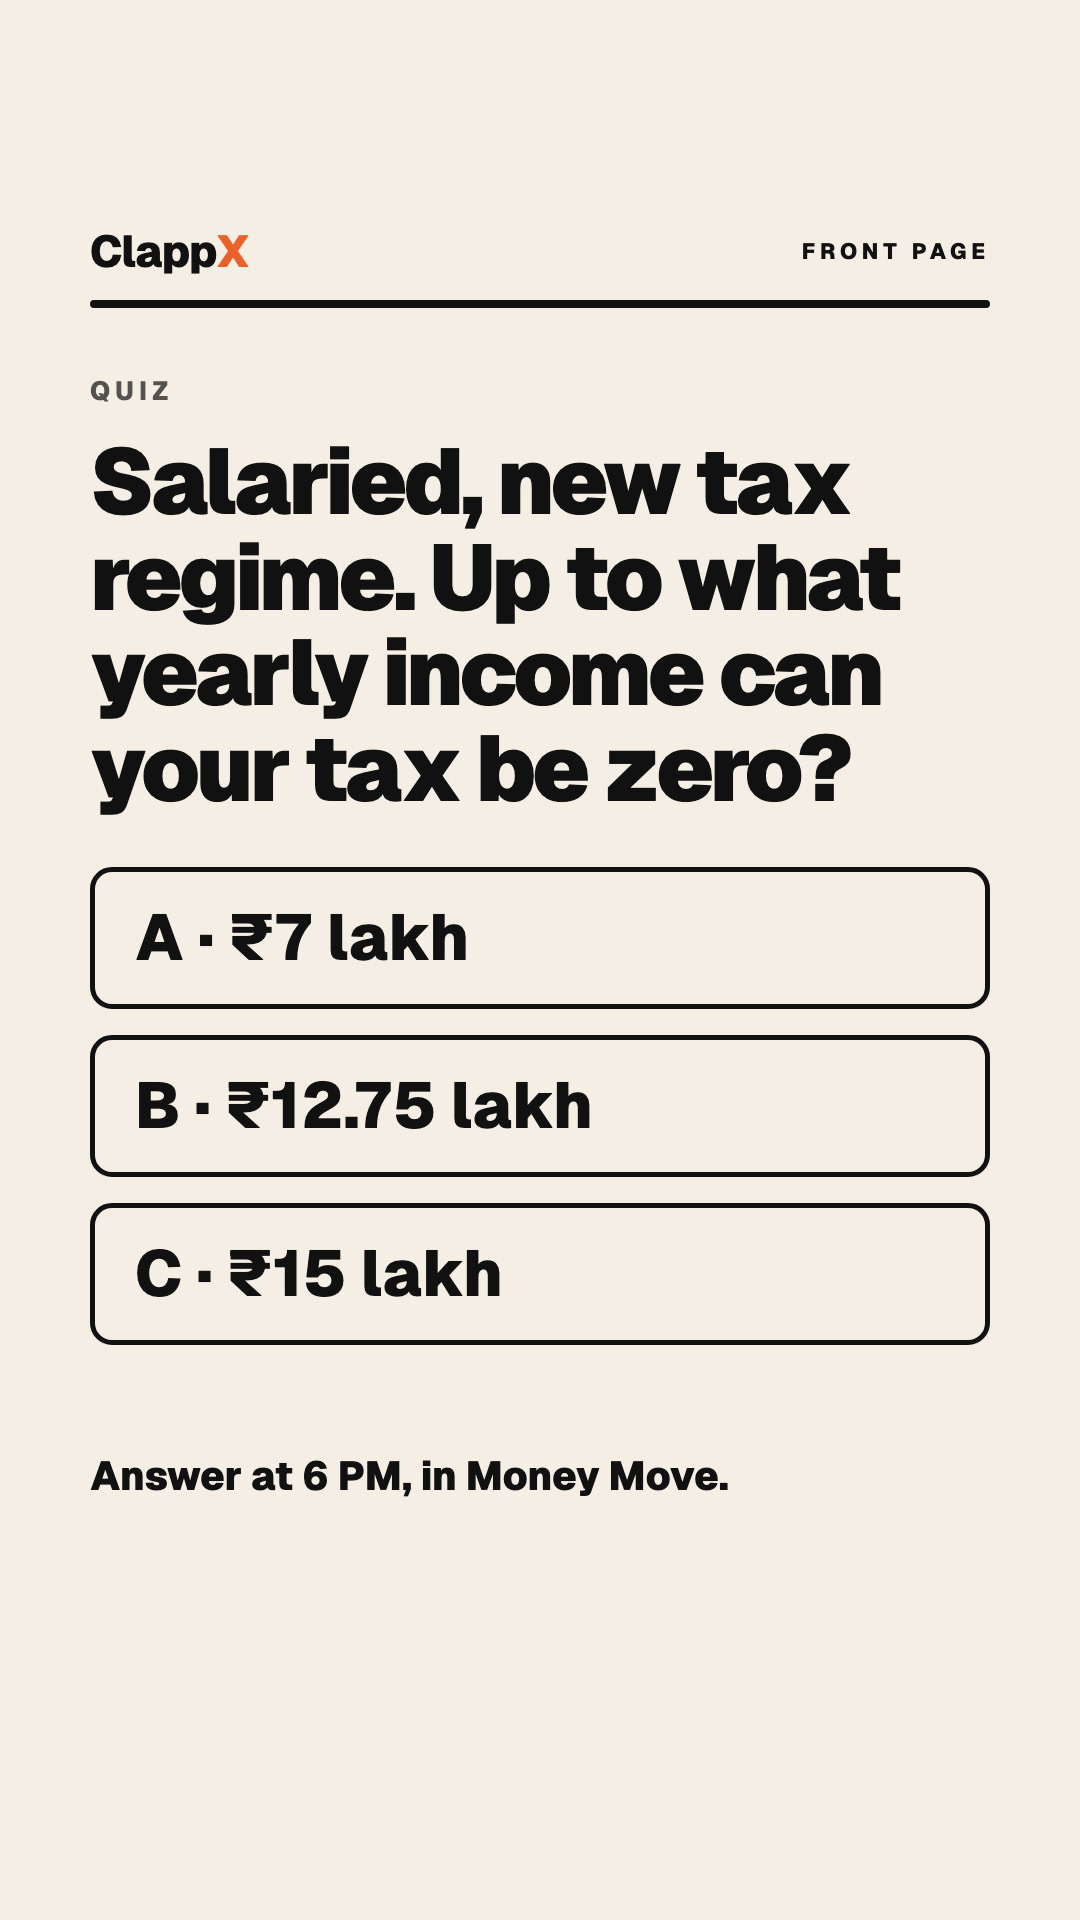 ClappX
FRONT PAGE
QUIZ
Salaried, new tax
regime. Up to what
yearly income can
your tax be zero?
A · ₹7 lakh
B · ₹12.75 lakh
C · ₹15 lakh
Answer at 6 PM, in Money Move.